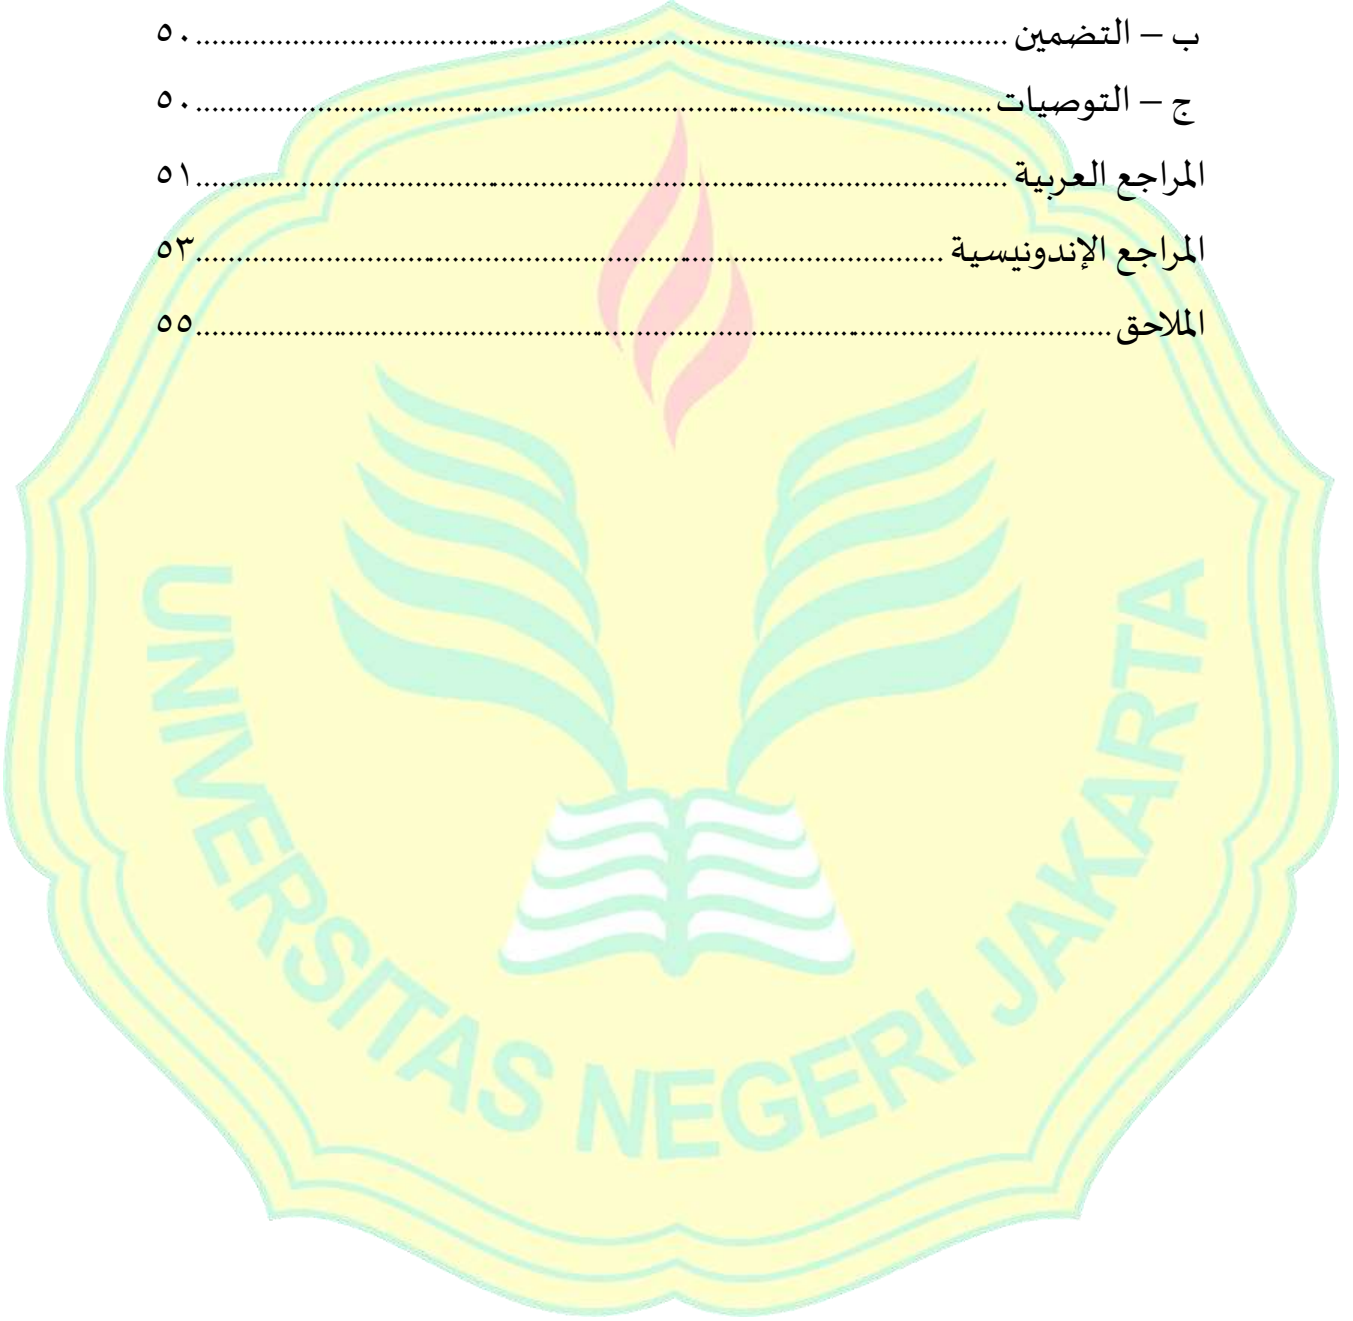 ب – التضمين ........................................................................................................ ٥٠
ج – التوصيات ...................................................................................................... ٥٠
المراجع العربية ........................................................................................................ ٥١
المراجع الإندونيسية ................................................................................................ ٥٣
الملاحق ..................................................................................................................... ٥٥
UNIVERSITAS NEGERI JAKARTA